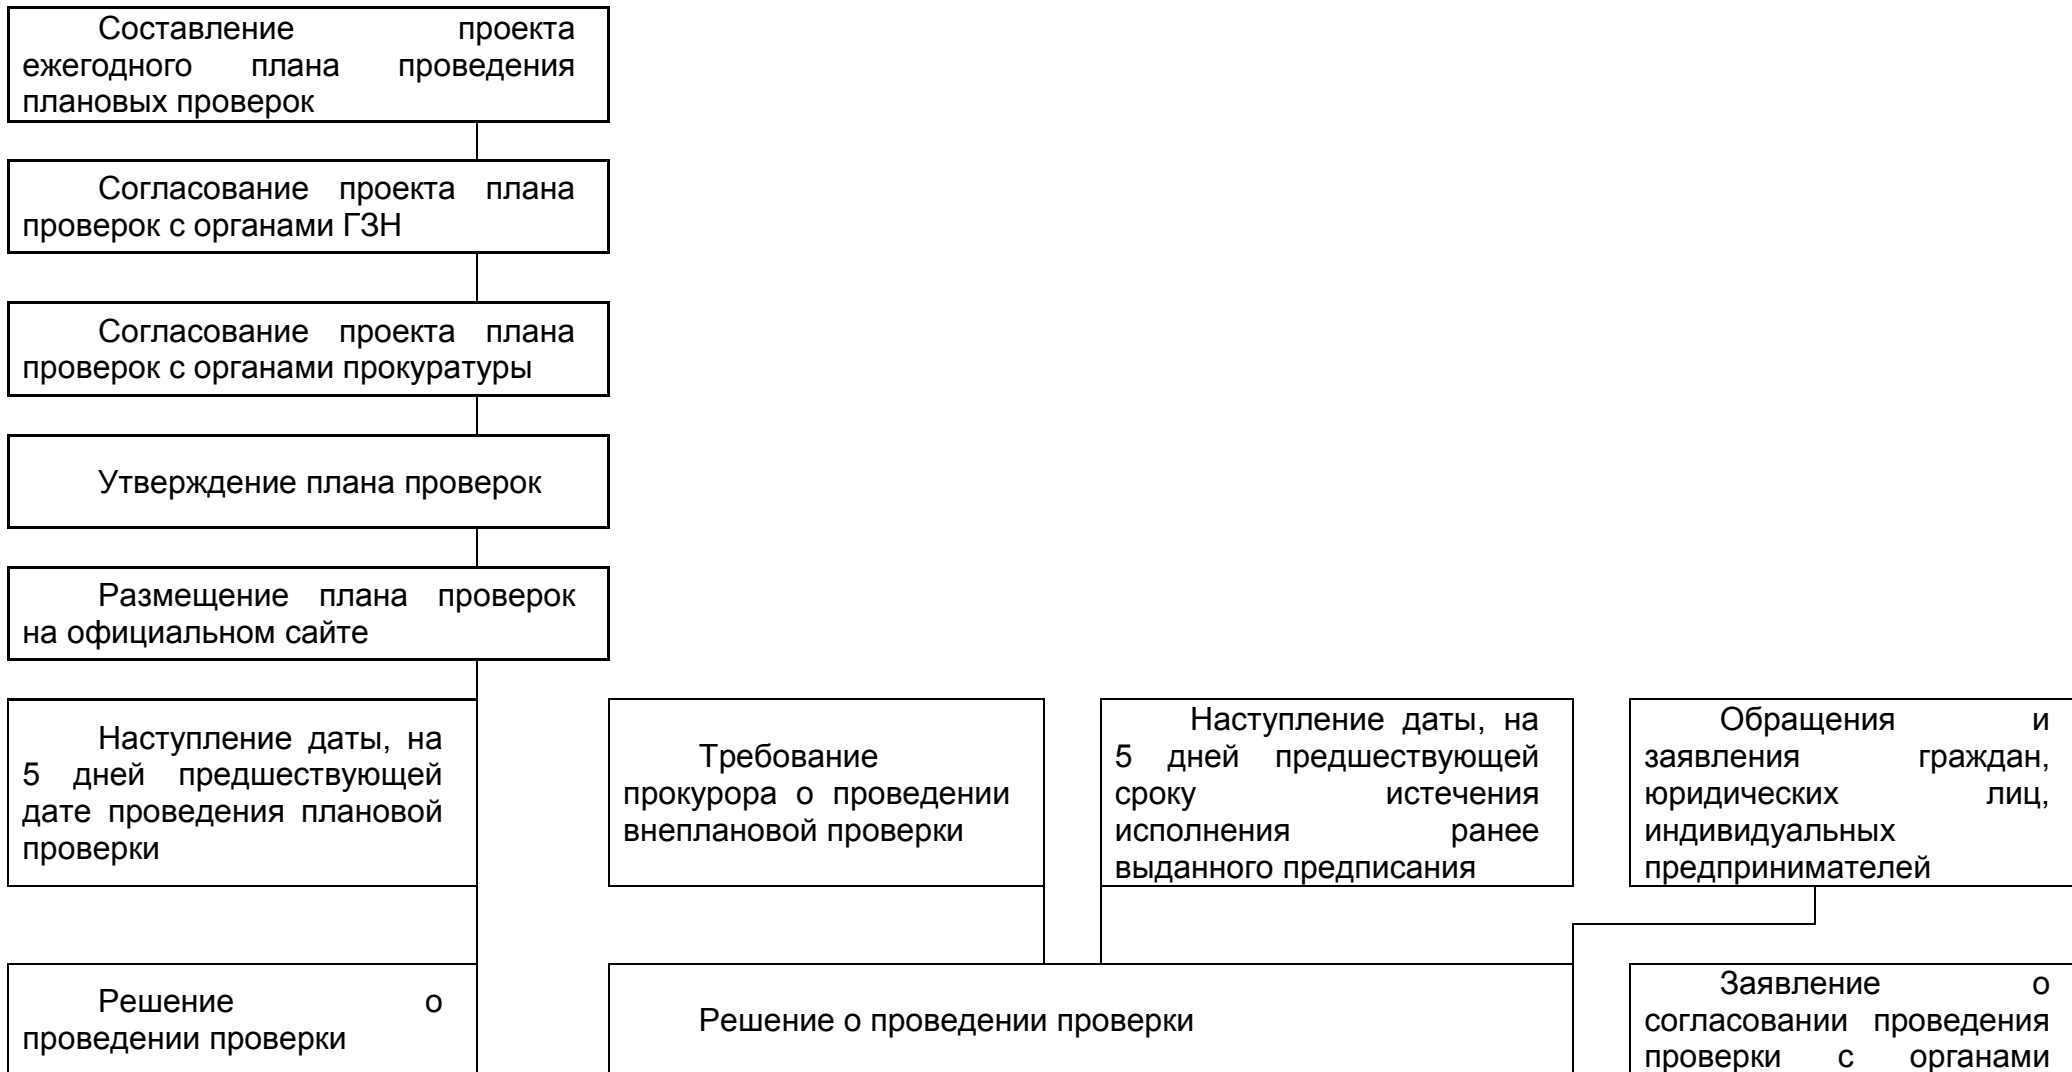 Составление проекта
ежегодного плана проведения
плановых проверок
Согласование проекта плана
проверок с органами ГЗН
Согласование проекта плана
проверок с органами прокуратуры
Утверждение плана проверок
Размещение плана проверок
на официальном сайте
Наступление даты, на
5 дней предшествующей
дате проведения плановой
проверки
Требование
прокурора о проведении
внеплановой проверки
Наступление даты, на
5 дней предшествующей
сроку истечения
исполнения ранее
выданного предписания
Обращения и
заявления граждан,
юридических лиц,
индивидуальных
предпринимателей
Решение о
проведении проверки
Решение о проведении проверки
Заявление о
согласовании проведения
проверки с органами